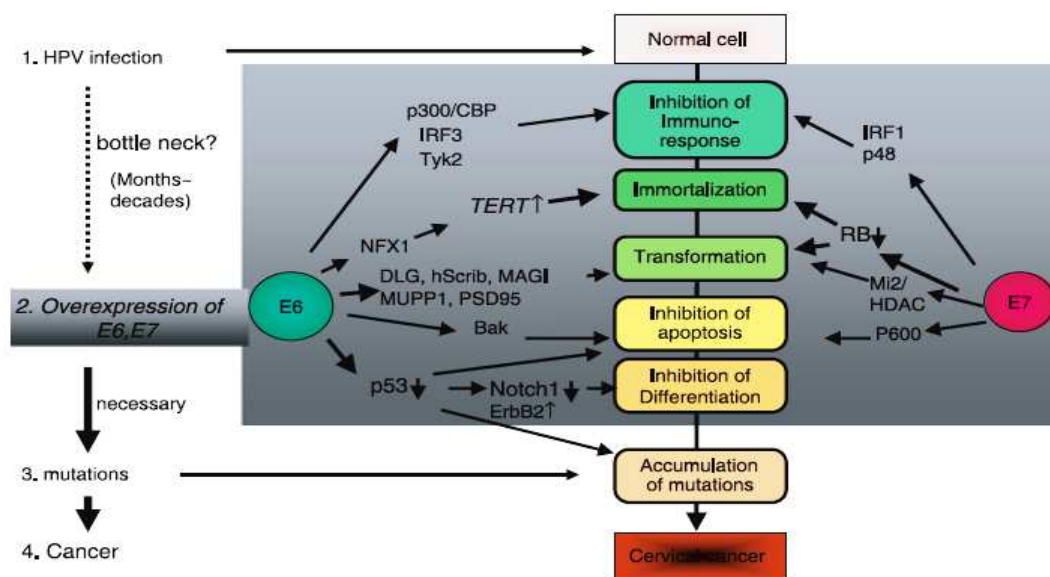 1. HPV infection
Normal cell
bottle neck?
(Months–
decades)
2. Overexpression of
E6,E7
necessary
3. mutations
4. Cancer
E6
p300/CBP
IRF3
Tyk2
TERT↑
NFX1
DLG, hScrib, MAGI
MUPP1, PSD95
Bak
p53
Notch1
ErbB2↑
Inhibition of
Immuno-
response
Immortalization
Transformation
Inhibition of
apoptosis
Inhibition of
Differentiation
Accumulation
of mutations
Cervical cancer
IRF1
p48
RB
Mi2/
HDAC
P600
E7